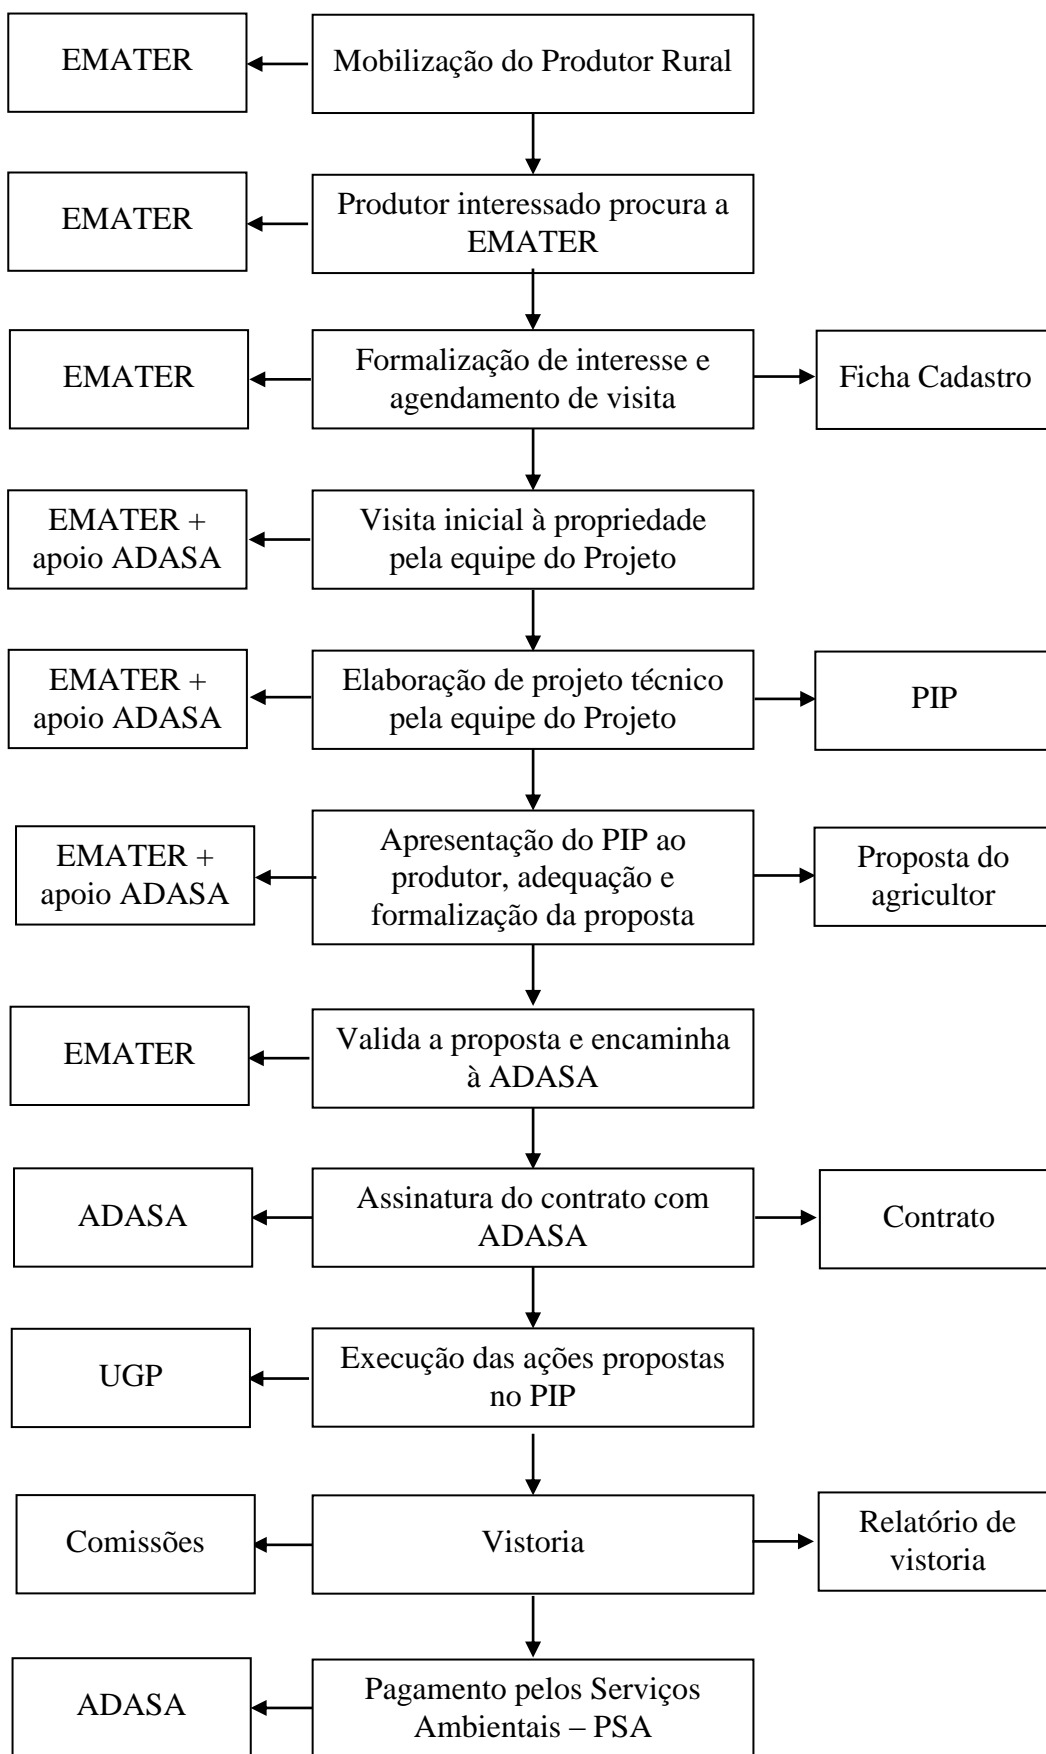 EMATER
Mobilização do Produtor Rural
EMATER
Produtor interessado procura a
EMATER
EMATER
Formalização de interesse e
agendamento de visita
Ficha Cadastro
EMATER +
apoio ADASA
Visita inicial à propriedade
pela equipe do Projeto
EMATER +
apoio ADASA
Elaboração de projeto técnico
pela equipe do Projeto
PIP
EMATER +
apoio ADASA
Apresentação do PIP ao
produtor, adequação e
formalização da proposta
Proposta do
agricultor
EMATER
Valida a proposta e encaminha
à ADASA
ADASA
Assinatura do contrato com
ADASA
Contrato
UGP
Execução das ações propostas
no PIP
Comissões
Vistoria
Relatório de
vistoria
ADASA
Pagamento pelos Serviços
Ambientais – PSA